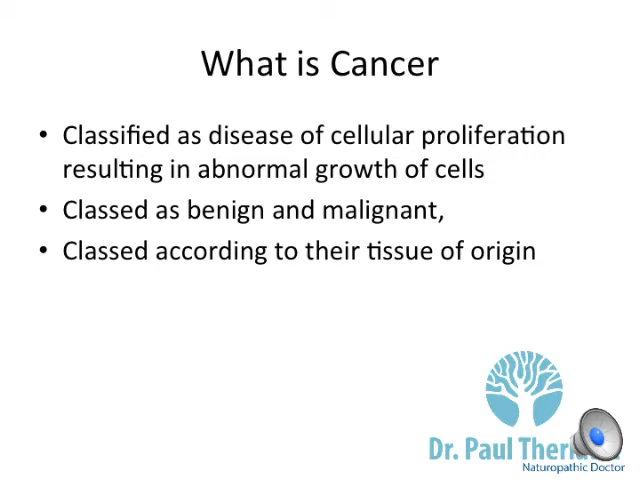 What is Cancer
• Classified as disease of cellular proliferation
resulting in abnormal growth of cells
• Classed as benign and malignant,
• Classed according to their tissue of origin
Dr. Paul
Naturopathic Doctor